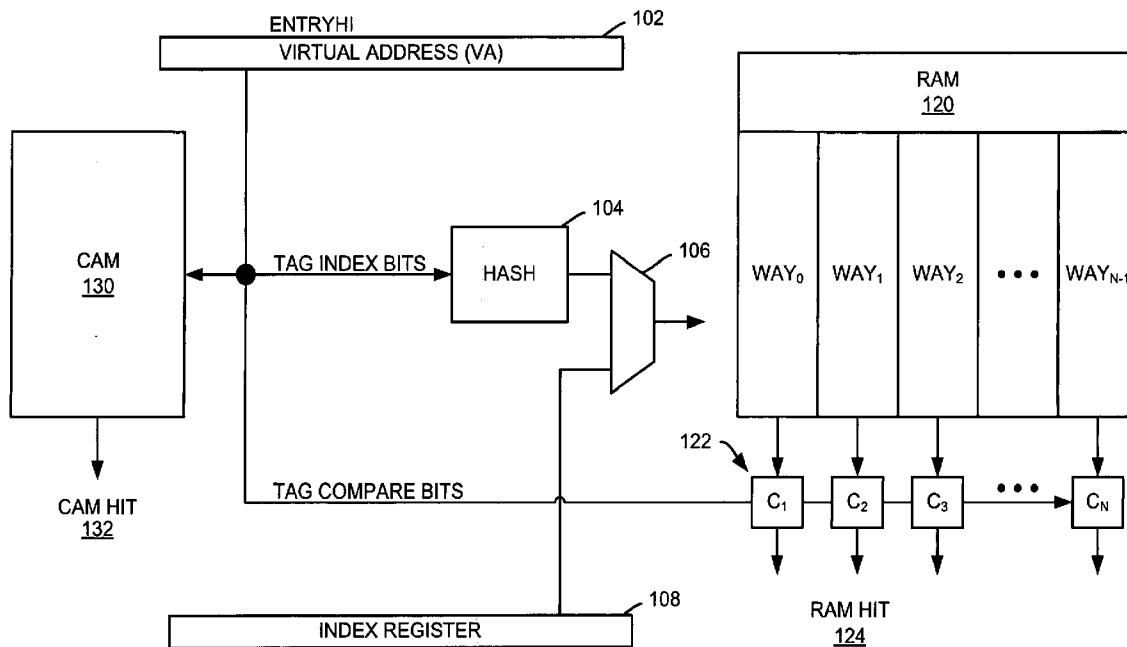 ENTRYHI
102
VIRTUAL ADDRESS (VA)
RAM
120
CAM
130
104
TAG INDEX BITS
HASH
106
WAY0
WAY1
WAY2
•••
WAYN-1
122
TAG COMPARE BITS
C1
C2
C3
•••
CN
CAM HIT
132
108
INDEX REGISTER
RAM HIT
124